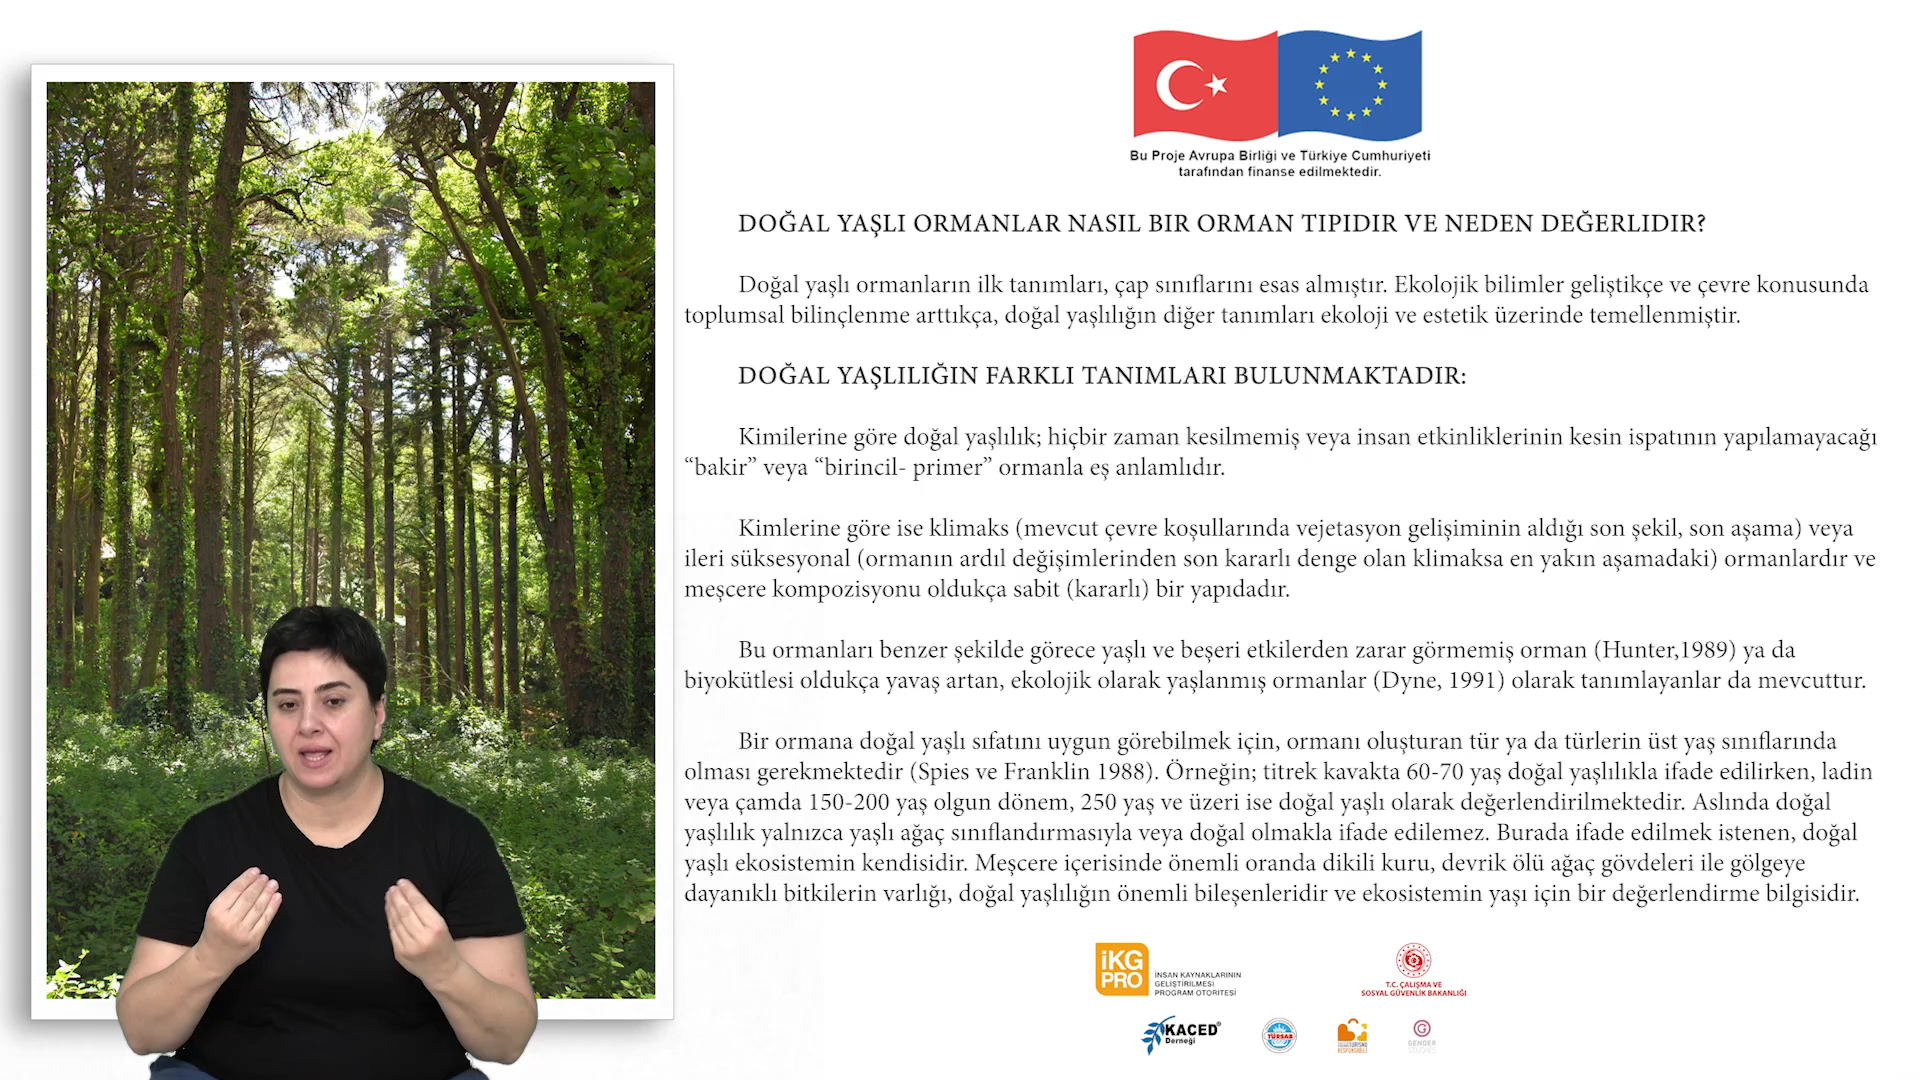 Bu Proje Avrupa Birliği ve Türkiye Cumhuriyeti
tarafından finanse edilmektedir.
DOĞAL YAŞLI ORMANLAR NASIL BIR ORMAN TIPIDIR VE NEDEN DEĞERLIDIR?
Doğal yaşlı ormanların ilk tanımları, çap sınıflarını esas almıştır. Ekolojik bilimler geliştikçe ve çevre konusunda
toplumsal bilinçlenme arttıkça, doğal yaşlılığın diğer tanımları ekoloji ve estetik üzerinde temellenmiştir.
DOĞAL YAŞLILIĞIN FARKLI TANIMLARI BULUNMAKTADIR:
Kimilerine göre doğal yaşlılık; hiçbir zaman kesilmemiş veya insan etkinliklerinin kesin ispatının yapılamayacağı
“bakir” veya “birincil- primer” ormanla eş anlamlıdır.
Kimlerine göre ise klimaks (mevcut çevre koşullarında vejetasyon gelişiminin aldığı son şekil, son aşama) veya
ileri süksesyonal (ormanın ardıl değişimlerinden son kararlı denge olan klimaksa en yakın aşamadaki) ormanlardır ve
meşcere kompozisyonu oldukça sabit (kararlı) bir yapıdadır.
Bu ormanları benzer şekilde görece yaşlı ve beşeri etkilerden zarar görmemiş orman (Hunter,1989) ya da
biyokütlesi oldukça yavaş artan, ekolojik olarak yaşlanmış ormanlar (Dyne, 1991) olarak tanımlayanlar da mevcuttur.
Bir ormana doğal yaşlı sıfatını uygun görebilmek için, ormanı oluşturan tür ya da türlerin üst yaş sınıflarında
olması gerekmektedir (Spies ve Franklin 1988). Örneğin; titrek kavakta 60-70 yaş doğal yaşlılıkla ifade edilirken, ladin
veya çamda 150-200 yaş olgun dönem, 250 yaş ve üzeri ise doğal yaşlı olarak değerlendirilmektedir. Aslında doğal
yaşlılık yalnızca yaşlı ağaç sınıflandırmasıyla veya doğal olmakla ifade edilemez. Burada ifade edilmek istenen, doğal
yaşlı ekosistemin kendisidir. Meşcere içerisinde önemli oranda dikili kuru, devrik ölü ağaç gövdeleri ile gölgeye
dayanıklı bitkilerin varlığı, doğal yaşlılığın önemli bileşenleridir ve ekosistemin yaşı için bir değerlendirme bilgisidir.
iKG
PRO
İNSAN KAYNAKLARININ
GELİŞTİRİLMESİ
PROGRAM OTORİTESİ
T.C. ÇALIŞMA VE
SOSYAL GÜVENLİK BAKANLIĞI
KACED®
Derneği
TÜRSAB
RESPONSABILE
G
GENDER
STUDIES